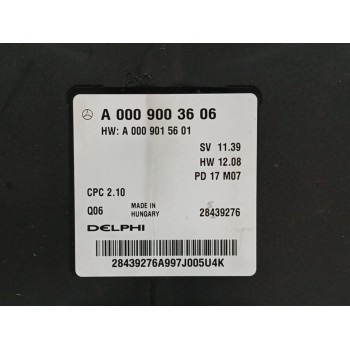 A 000 900 36 06
HW: A 000 901 56 01
SV 11.39
HW 12.08
PD 17 M07
CPC 2.10
Q06
MADE IN
HUNGARY
28439276
DELPHI
28439276A997J005U4K